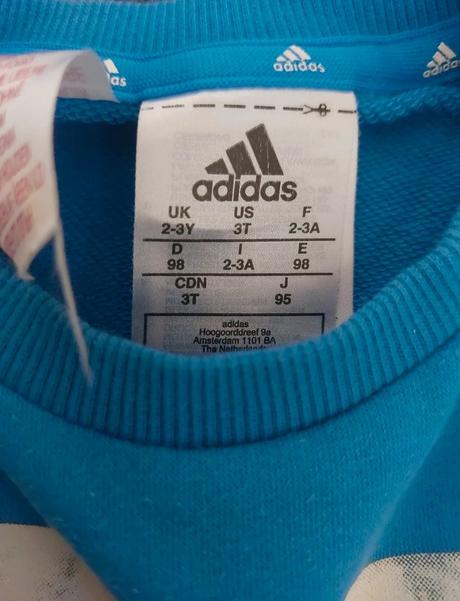 adidas
adidas
adidas
UK US F
2-3Y 3T 2-3A
D I E
98 2-3A 98
CDN J
3T 95
adidas
Hoogoorddreef 9a
Amsterdam 1101 BA
The Netherlands